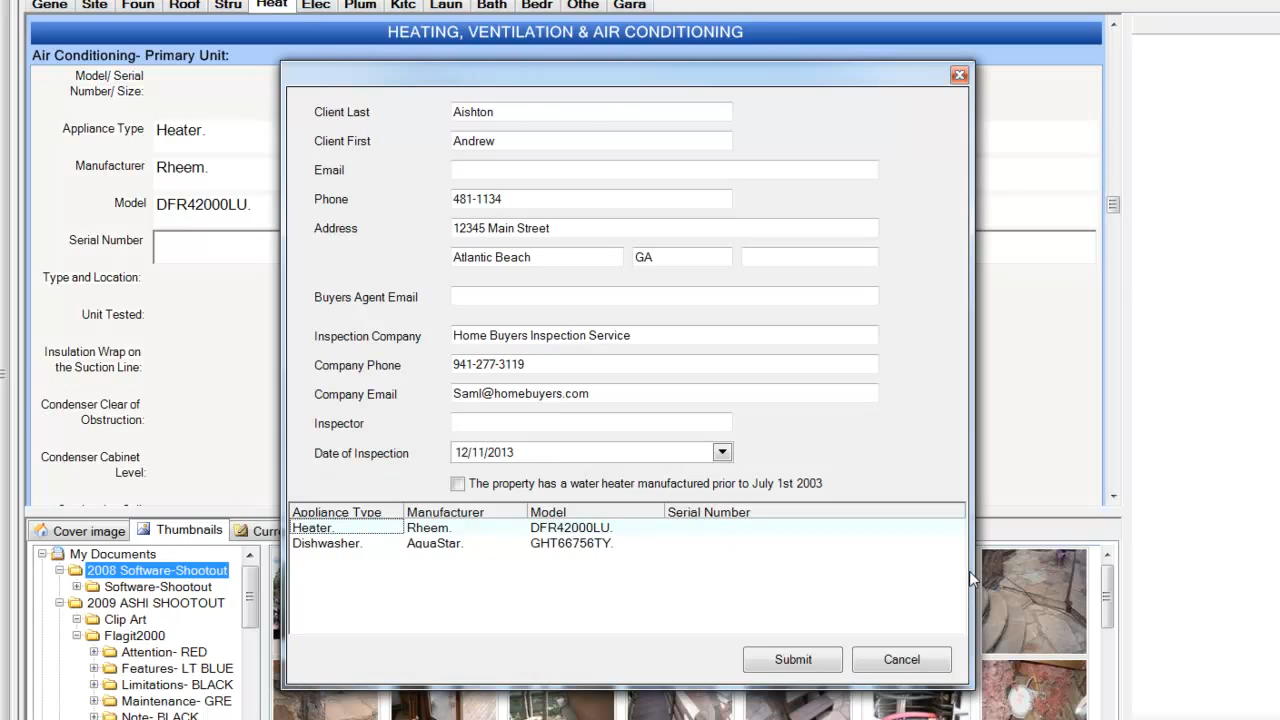 Gene Site Foun Roof Stru Heat Elec Plum Kitc Laun Bath Bedr Othe Gara
HEATING, VENTILATION & AIR CONDITIONING
Air Conditioning- Primary Unit:
Model/ Serial
Number/ Size:
Appliance Type Heater.
Manufacturer Rheem.
Model DFR42000LU.
Serial Number
Type and Location:
Unit Tested:
Insulation Wrap on
the Suction Line:
Condenser Clear of
Obstruction:
Condenser Cabinet
Level:
Client Last Aishton
Client First Andrew
Email
Phone 481-1134
Address 12345 Main Street
Atlantic Beach GA
Buyers Agent Email
Inspection Company Home Buyers Inspection Service
Company Phone 941-277-3119
Company Email Saml@homebuyers.com
Inspector
Date of Inspection 12/11/2013
The property has a water heater manufactured prior to July 1st 2003
Appliance Type Manufacturer Model Serial Number
Heater. Rheem. DFR42000LU.
Dishwasher. AquaStar. GHT66756TY.
Submit Cancel
Cover image Thumbnails Curr
My Documents
2008 Software-Shootout
Software-Shootout
2009 ASHI SHOOTOUT
Clip Art
Flagit2000
Attention- RED
Features- LT BLUE
Limitations- BLACK
Maintenance- GRE
Note- BLACK